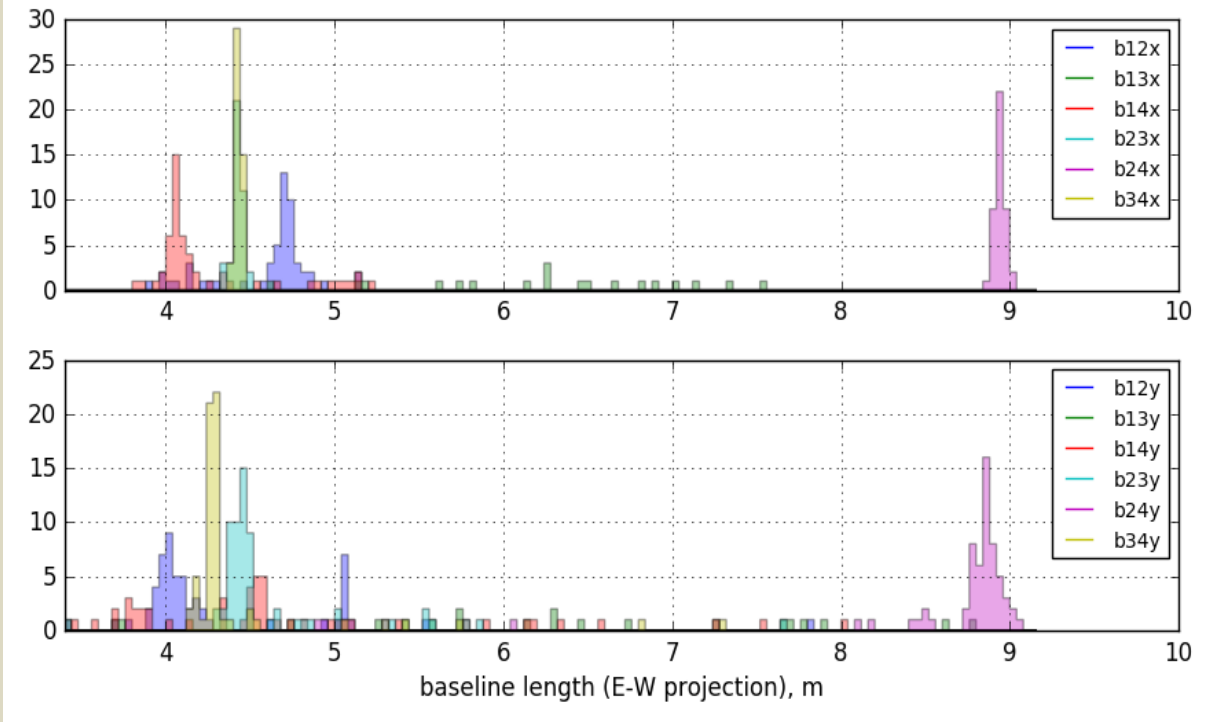 30
25
20
15
10
5
0
4 5 6 7 8 9 10
b12x
b13x
b14x
b23x
b24x
b34x
25
20
15
10
5
0
4 5 6 7 8 9 10
b12y
b13y
b14y
b23y
b24y
b34y
baseline length (E-W projection), m